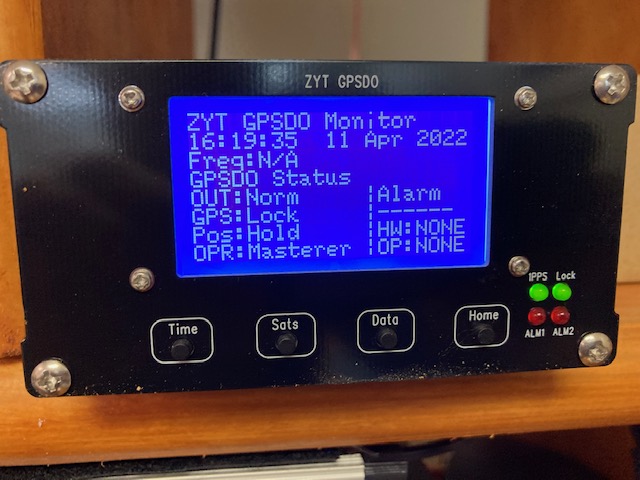 ZYT GPSDO
ZYT GPSDO Monitor
16:19:35 11 Apr 2022
Freq:N/A
GPSDO Status
OUT:Norm ¦Alarm
GPS:Lock ¦------
Pos:Hold ¦HW:NONE
OPR:Masterer ¦OP:NONE
1PPS Lock
Time Sats Data Home
ALM1 ALM2